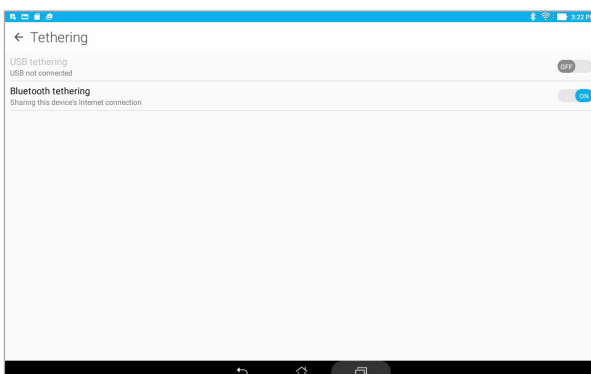 3:22 P
Tethering
USB tethering
USB not connected
OFF
Bluetooth tethering
Sharing this device's Internet connection
ON